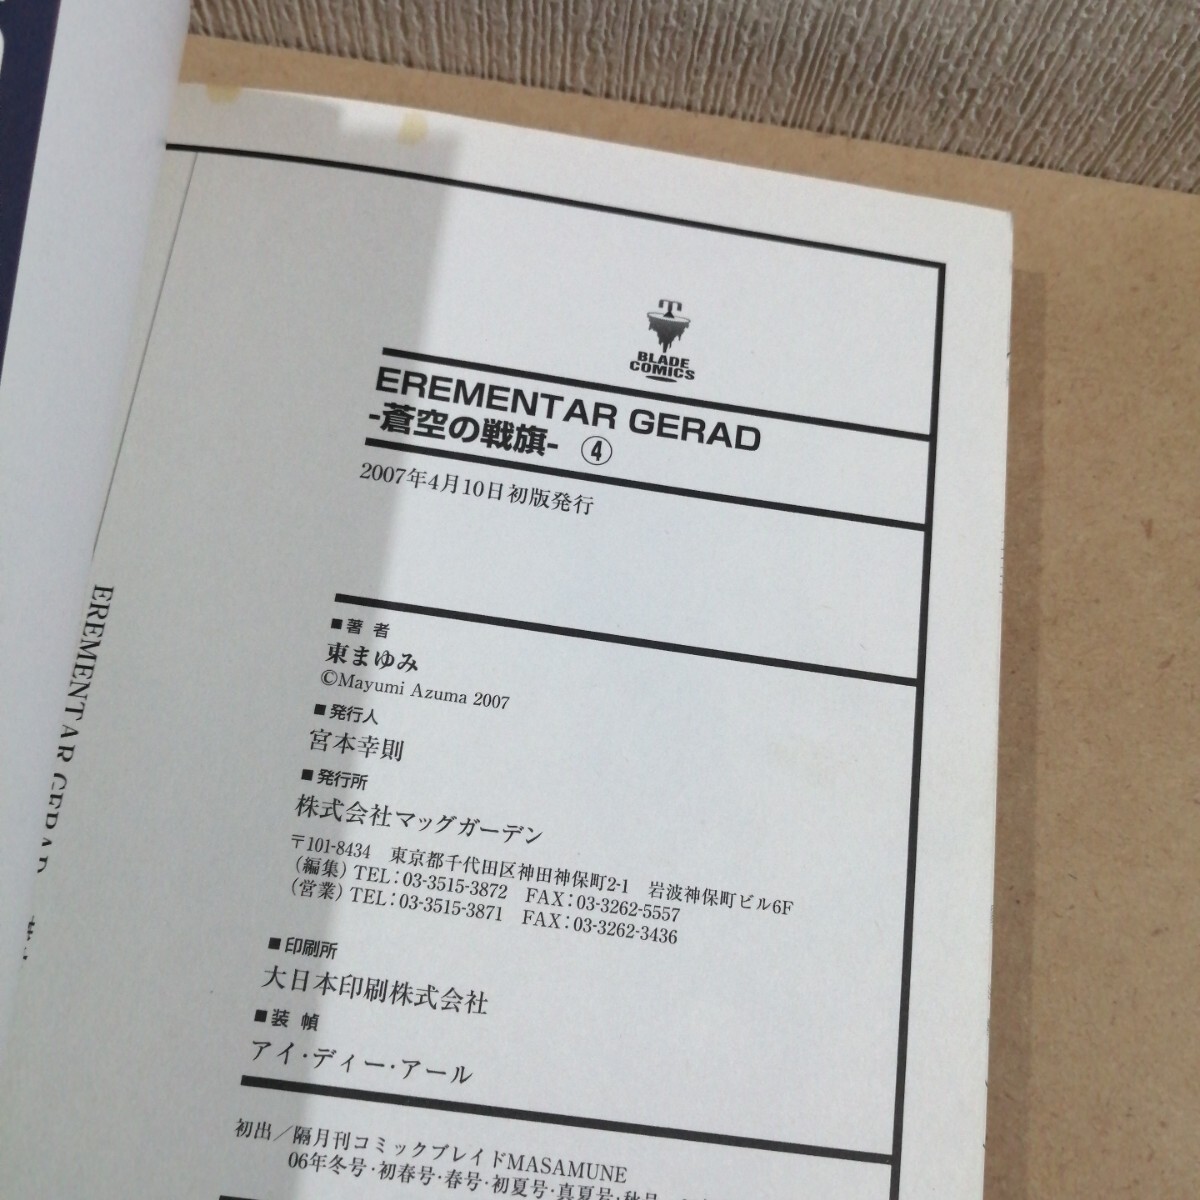 T
BLADE
COMICS
EREMENTAR GERAD
-蒼空の戦旗- ④
2007年4月10日初版発行
■著 者
東まゆみ
©Mayumi Azuma 2007
■発行人
宮本幸則
■発行所
株式会社マッグガーデン
〒101-8434 東京都千代田区神田神保町2-1 岩波神保町ビル6F
(編集) TEL:03-3515-3872 FAX:03-3262-5557
(営業) TEL:03-3515-3871 FAX:03-3262-3436
■印刷所
大日本印刷株式会社
■装 幀
アイ・ディー・アール
初出／隔月刊コミックブレイドMASAMUNE
06年冬号・初春号・春号・初夏号・真夏号・秋号
EREMENTAR GERAD